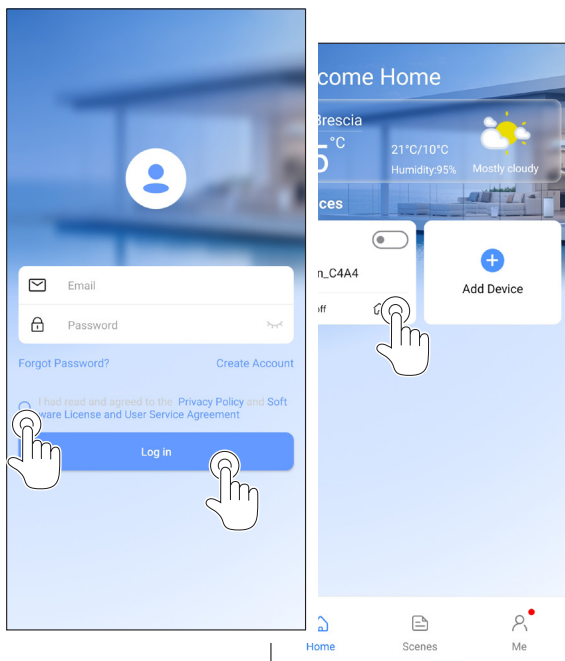 Email
Password
Forgot Password?
Create Account
I had read and agreed to the Privacy Policy and Soft
ware License and User Service Agreement
Log in
come Home
Brescia
5°C
21°C/10°C
Humidity:95%
Mostly cloudy
ces
n_C4A4
off
Add Device
Home
Scenes
Me